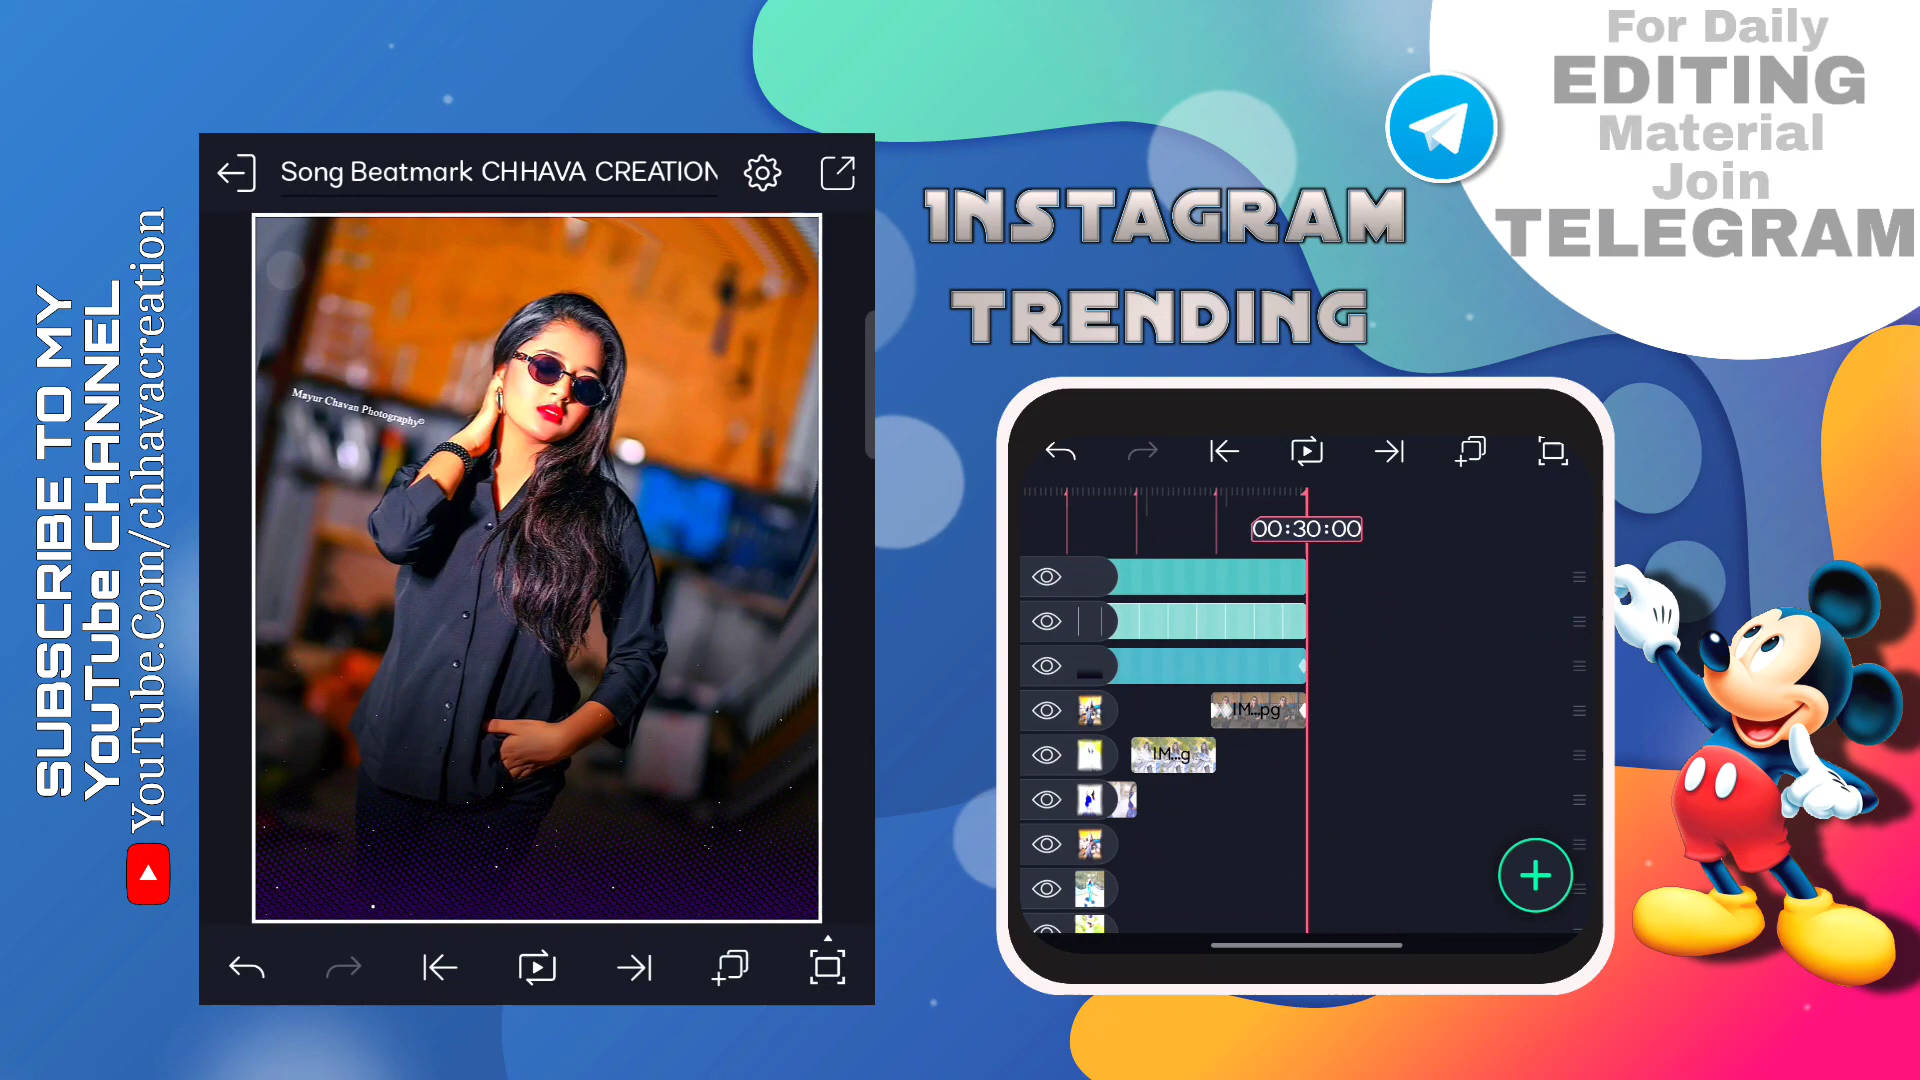 SUBSCRIBE TO MY
YouTube CHANNEL
YouTube.Com/chhavacreation
Song Beatmark CHHAVA CREATION
Mayur Chavan Photography©
INSTAGRAM
TRENDING
For Daily
EDITING
Material
Join
TELEGRAM
00:30:00
IM...pg
IM...g